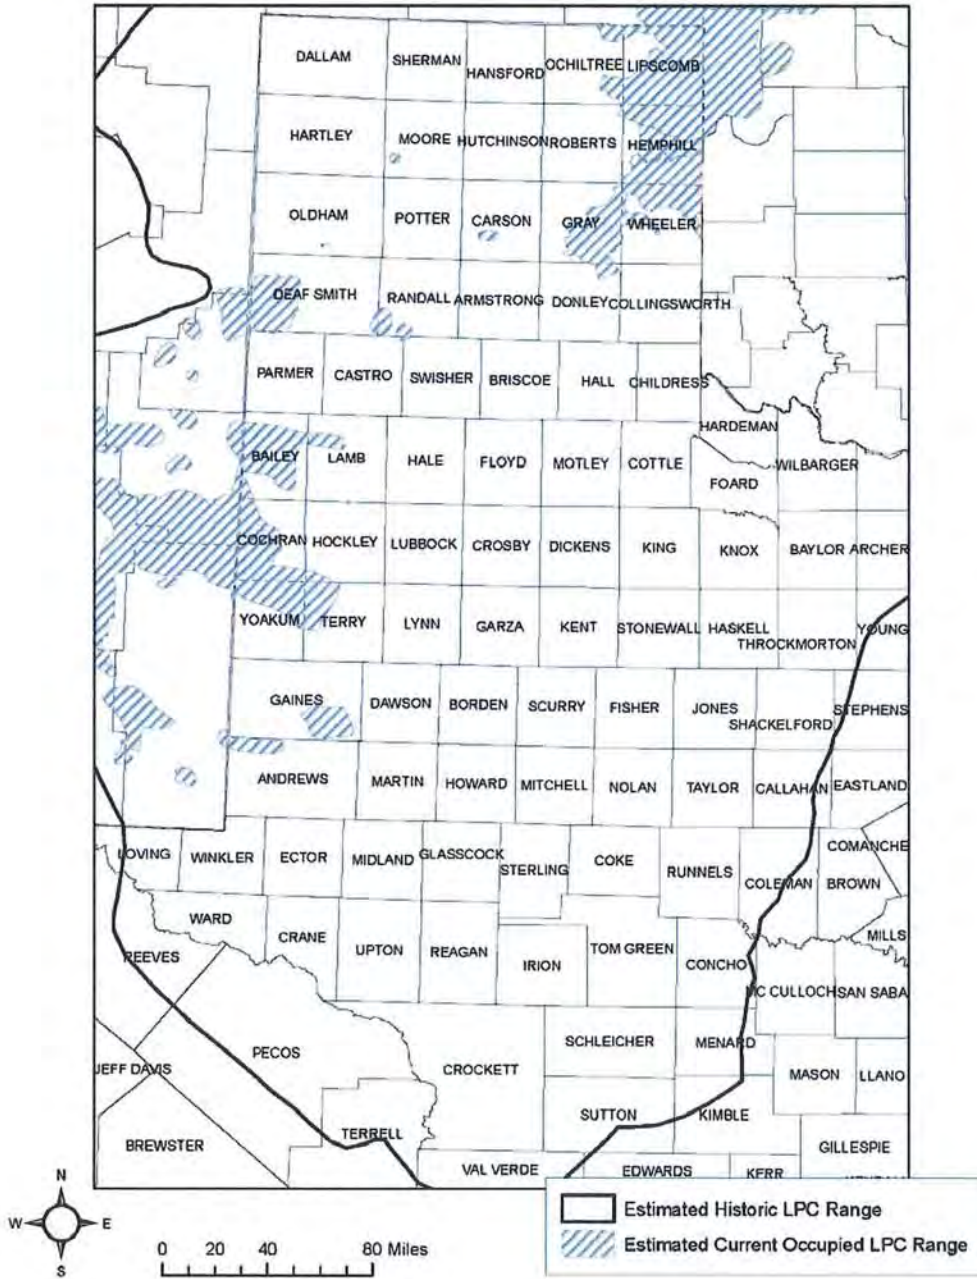 DALLAM SHERMAN HANSFORD OCHILTREE LIPSCOMB
HARTLEY MOORE HUTCHINSON ROBERTS HEMPHILL
OLDHAM POTTER CARSON GRAY WHEELER
DEAF SMITH RANDALL ARMSTRONG DONLEY COLLINGSWORTH
PARMER CASTRO SWISHER BRISCOE HALL CHILDRESS
HARDEMAN
BAILEY LAMB HALE FLOYD MOTLEY COTTLE WILBARGER
FOARD
COCHRAN HOCKLEY LUBBOCK CROSBY DICKENS KING KNOX BAYLOR ARCHER
YOAKUM TERRY LYNN GARZA KENT STONEWALL HASKELL YOUNG
THROCKMORTON
GAINES DAWSON BORDEN SCURRY FISHER JONES STEPHENS
SHACKELFORD
ANDREWS MARTIN HOWARD MITCHELL NOLAN TAYLOR CALLAHAN EASTLAND
COMANCHE
LOVING WINKLER ECTOR MIDLAND GLASSCOCK COKE
STERLING RUNNELS COLEMAN BROWN
WARD
CRANE UPTON REAGAN TOM GREEN MILLS
REEVES IRION CONCHO
MC CULLOCH SAN SABA
SCHLEICHER MENARD
PECOS
JEFF DAVIS CROCKETT MASON LLANO
SUTTON KIMBLE
TERRELL
BREWSTER GILLESPIE
VAL VERDE EDWARDS KERR
N
W E
S
0 20 40 80 Miles
Estimated Historic LPC Range
Estimated Current Occupied LPC Range